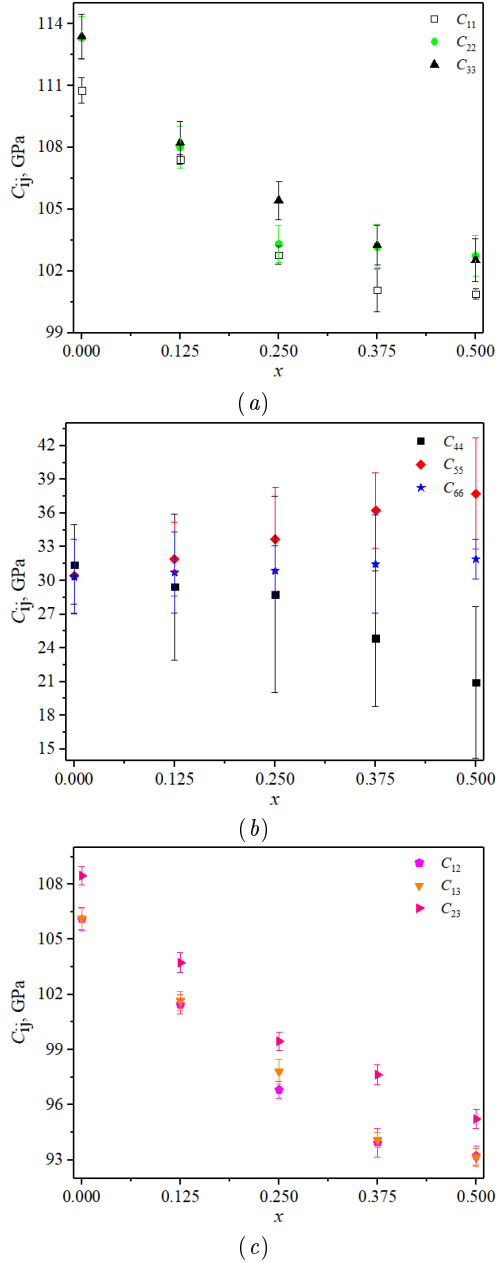 114
111
108
105
102
99
C_ij, GPa
C_11
C_22
C_33
0.000 0.125 0.250 0.375 0.500
x
(a)
42
39
36
33
30
27
24
21
18
15
C_ij, GPa
C_44
C_55
C_66
0.000 0.125 0.250 0.375 0.500
x
(b)
108
105
102
99
96
93
C_ij, GPa
C_12
C_13
C_23
0.000 0.125 0.250 0.375 0.500
x
(c)